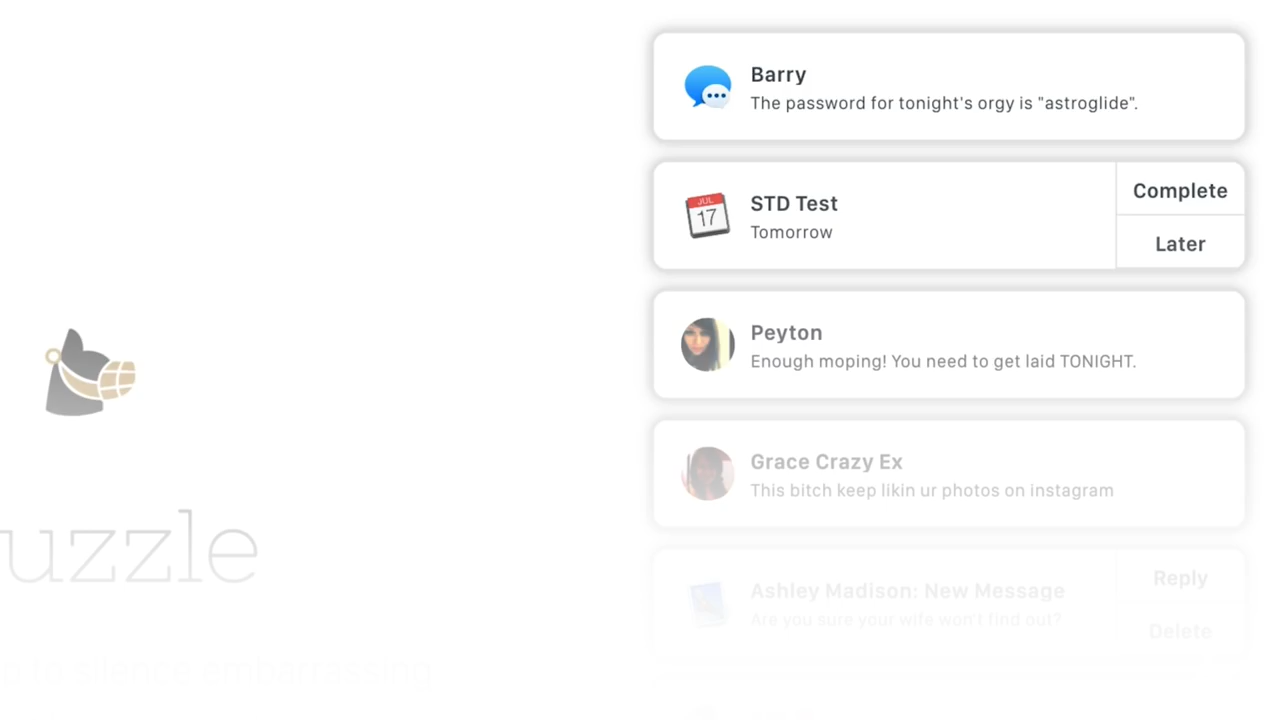 Barry
The password for tonight's orgy is "astroglide".
JUL
17
STD Test
Tomorrow
Complete
Later
Peyton
Enough moping! You need to get laid TONIGHT.
Grace Crazy Ex
This bitch keep likin ur photos on instagram
uzzle
Ashley Madison: New Message
Are you sure your wife won't find out?
Reply
Delete
p to silence embarrassing